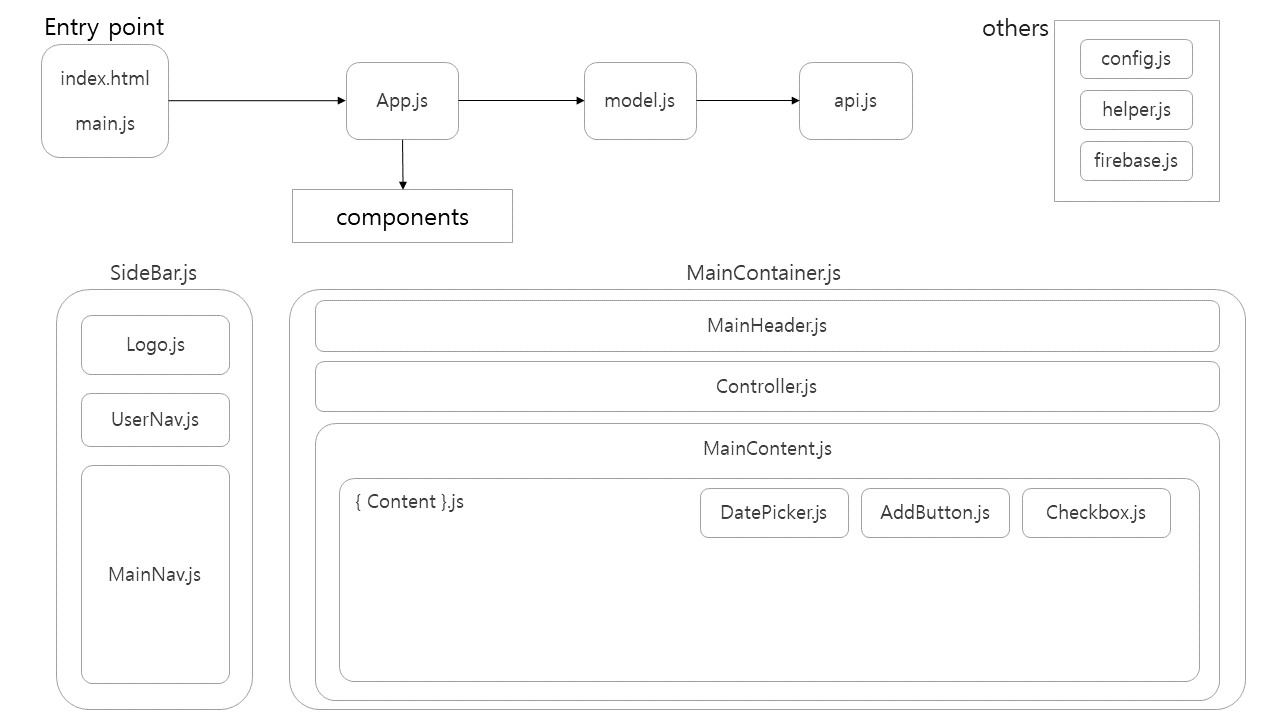 Entry point
index.html
main.js
App.js
model.js
api.js
others
config.js
helper.js
firebase.js
components
SideBar.js
Logo.js
UserNav.js
MainNav.js
MainContainer.js
MainHeader.js
Controller.js
MainContent.js
{ Content }.js
DatePicker.js
AddButton.js
Checkbox.js